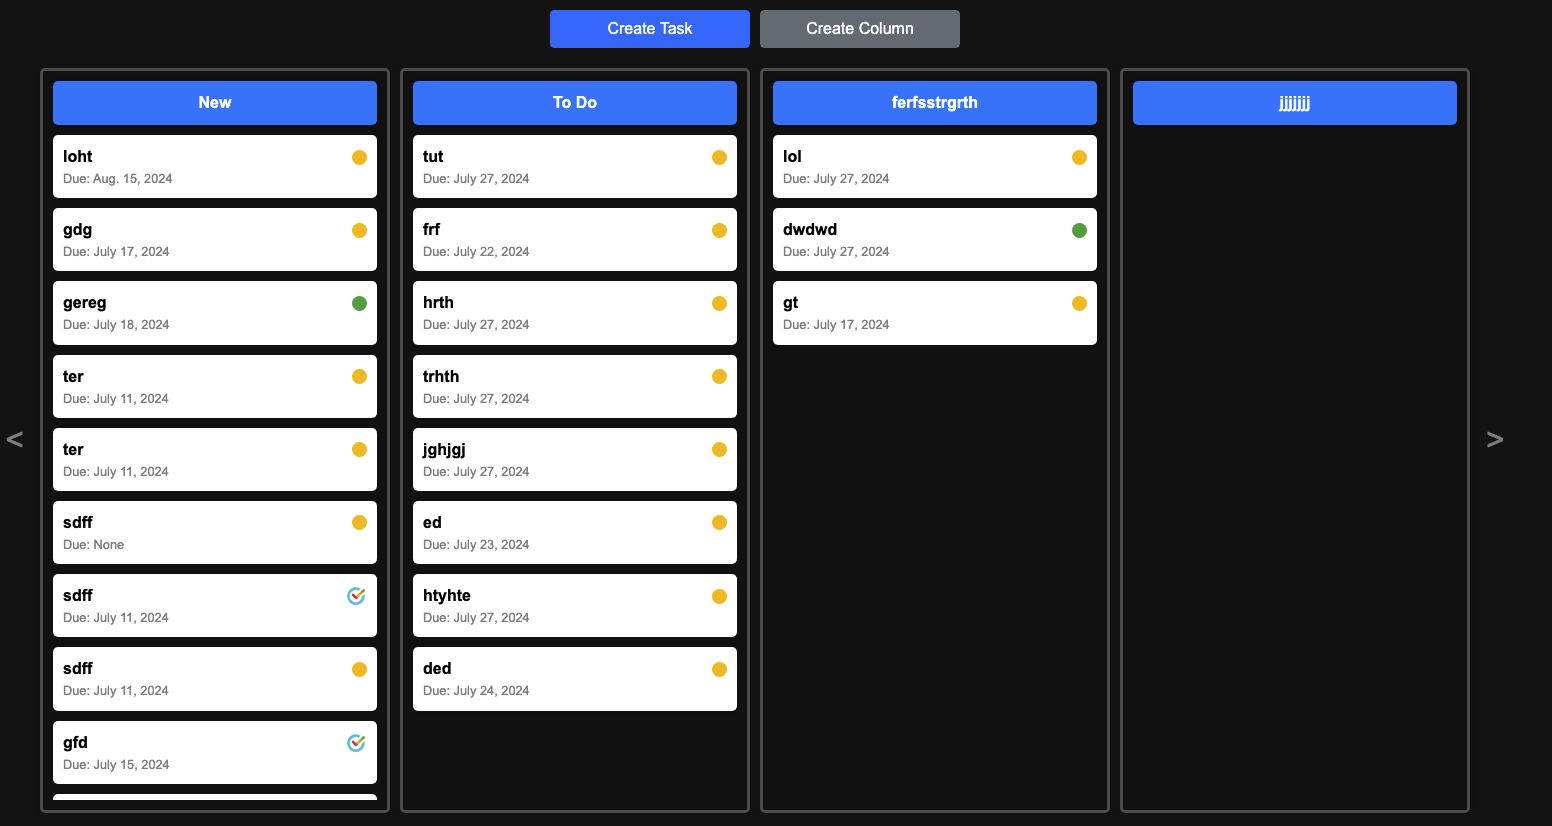 Create Task
Create Column
New
loht
Due: Aug. 15, 2024
gdg
Due: July 17, 2024
gereg
Due: July 18, 2024
ter
Due: July 11, 2024
ter
Due: July 11, 2024
sdff
Due: None
sdff
Due: July 11, 2024
sdff
Due: July 11, 2024
gfd
Due: July 15, 2024
To Do
tut
Due: July 27, 2024
frf
Due: July 22, 2024
hrth
Due: July 27, 2024
trhth
Due: July 27, 2024
jghjgj
Due: July 27, 2024
ed
Due: July 23, 2024
htyhte
Due: July 27, 2024
ded
Due: July 24, 2024
ferfsstrgrth
lol
Due: July 27, 2024
dwdwd
Due: July 27, 2024
gt
Due: July 17, 2024
jjjjjjj
<
>